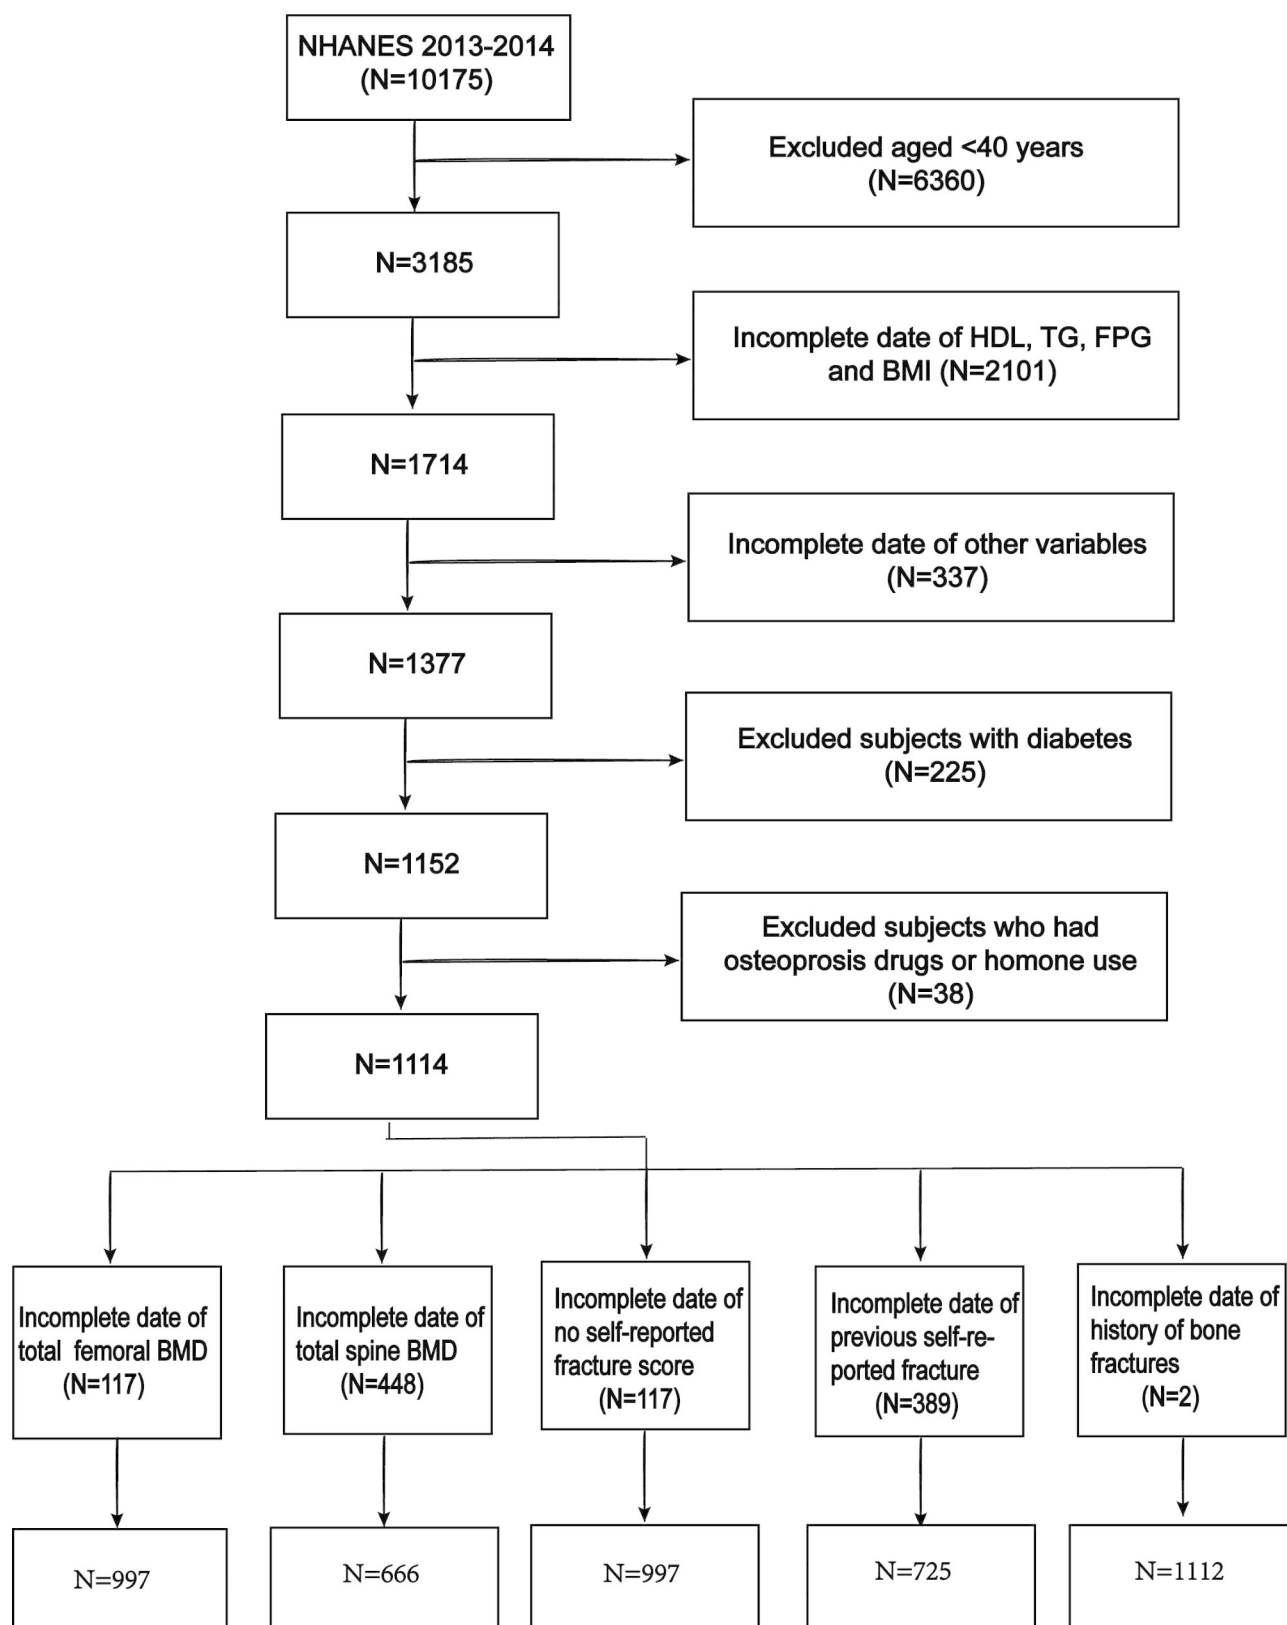 NHANES 2013-2014
(N=10175)
Excluded aged <40 years
(N=6360)
N=3185
Incomplete date of HDL, TG, FPG
and BMI (N=2101)
N=1714
Incomplete date of other variables
(N=337)
N=1377
Excluded subjects with diabetes
(N=225)
N=1152
Excluded subjects who had
osteoprosis drugs or homone use
(N=38)
N=1114
Incomplete date of
total femoral BMD
(N=117)
Incomplete date of
total spine BMD
(N=448)
Incomplete date of
no self-reported
fracture score
(N=117)
Incomplete date of
previous self-re-
ported fracture
(N=389)
Incomplete date of
history of bone
fractures
(N=2)
N=997
N=666
N=997
N=725
N=1112